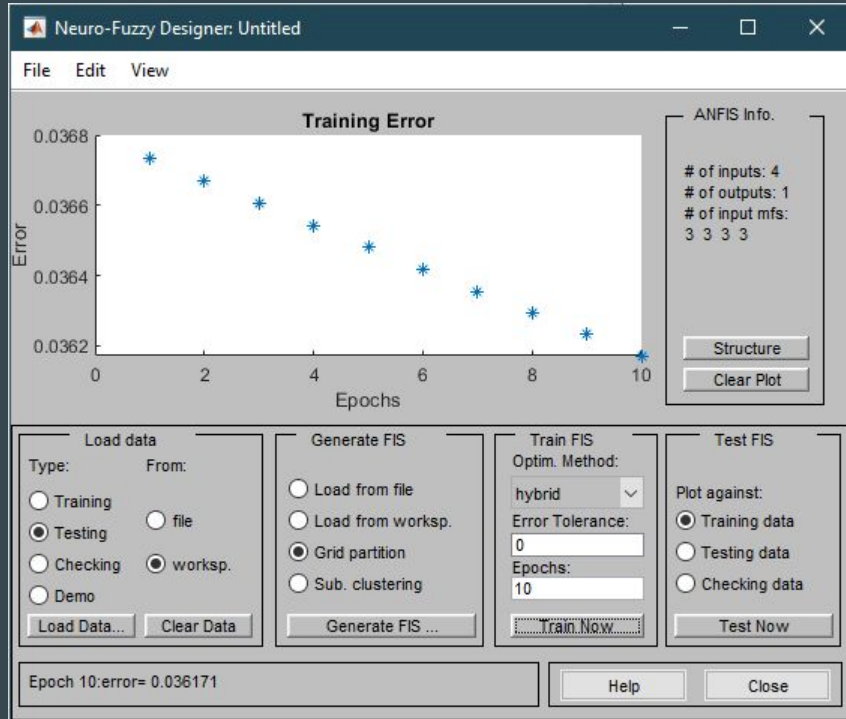 Neuro-Fuzzy Designer: Untitled
File Edit View
Training Error
0.0368
0.0366
0.0364
0.0362
Error
0 2 4 6 8 10
Epochs
ANFIS Info.
# of inputs: 4
# of outputs: 1
# of input mfs:
3 3 3 3
Structure
Clear Plot
Load data
Type: From:
Training
file
Testing
Checking
worksp.
Demo
Load Data... Clear Data
Generate FIS
Load from file
Load from worksp.
Grid partition
Sub. clustering
Generate FIS ...
Train FIS
Optim. Method:
hybrid
Error Tolerance:
0
Epochs:
10
Train Now
Test FIS
Plot against:
Training data
Testing data
Checking data
Test Now
Epoch 10:error= 0.036171
Help Close